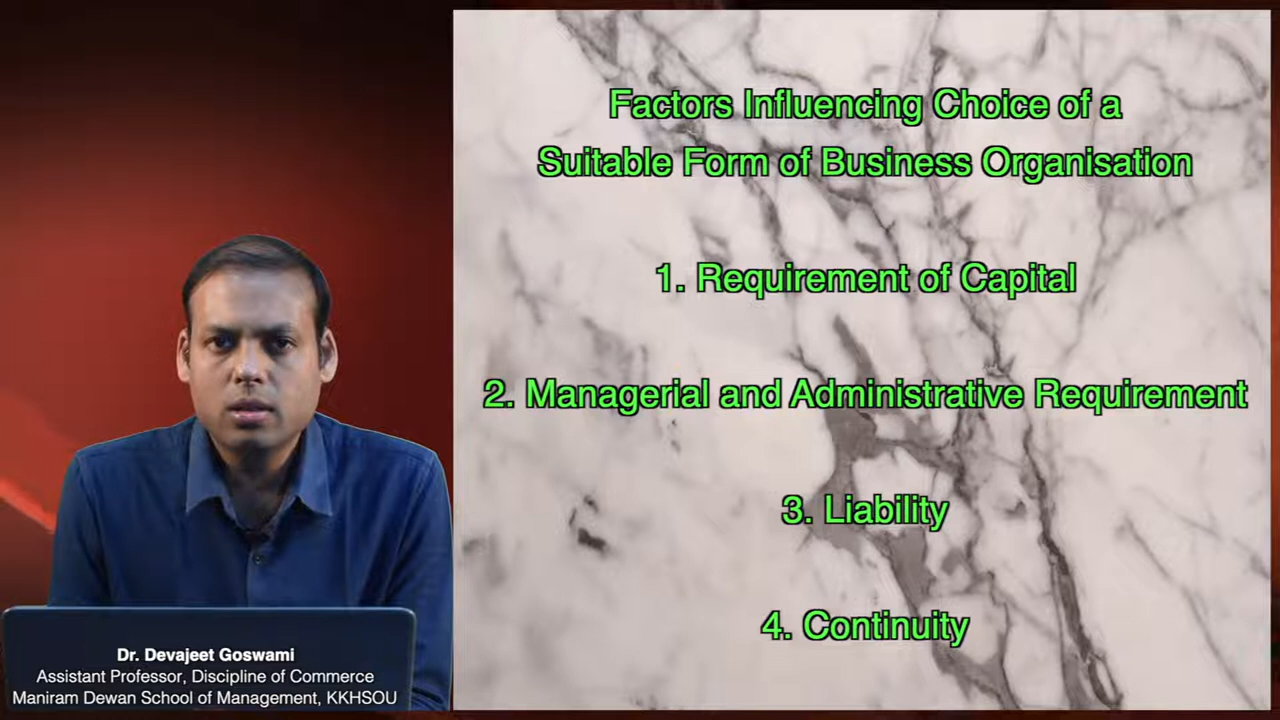 Factors Influencing Choice of a
Suitable Form of Business Organisation
1. Requirement of Capital
2. Managerial and Administrative Requirement
3. Liability
4. Continuity
Dr. Devajeet Goswami
Assistant Professor, Discipline of Commerce
Maniram Dewan School of Management, KKHSOU